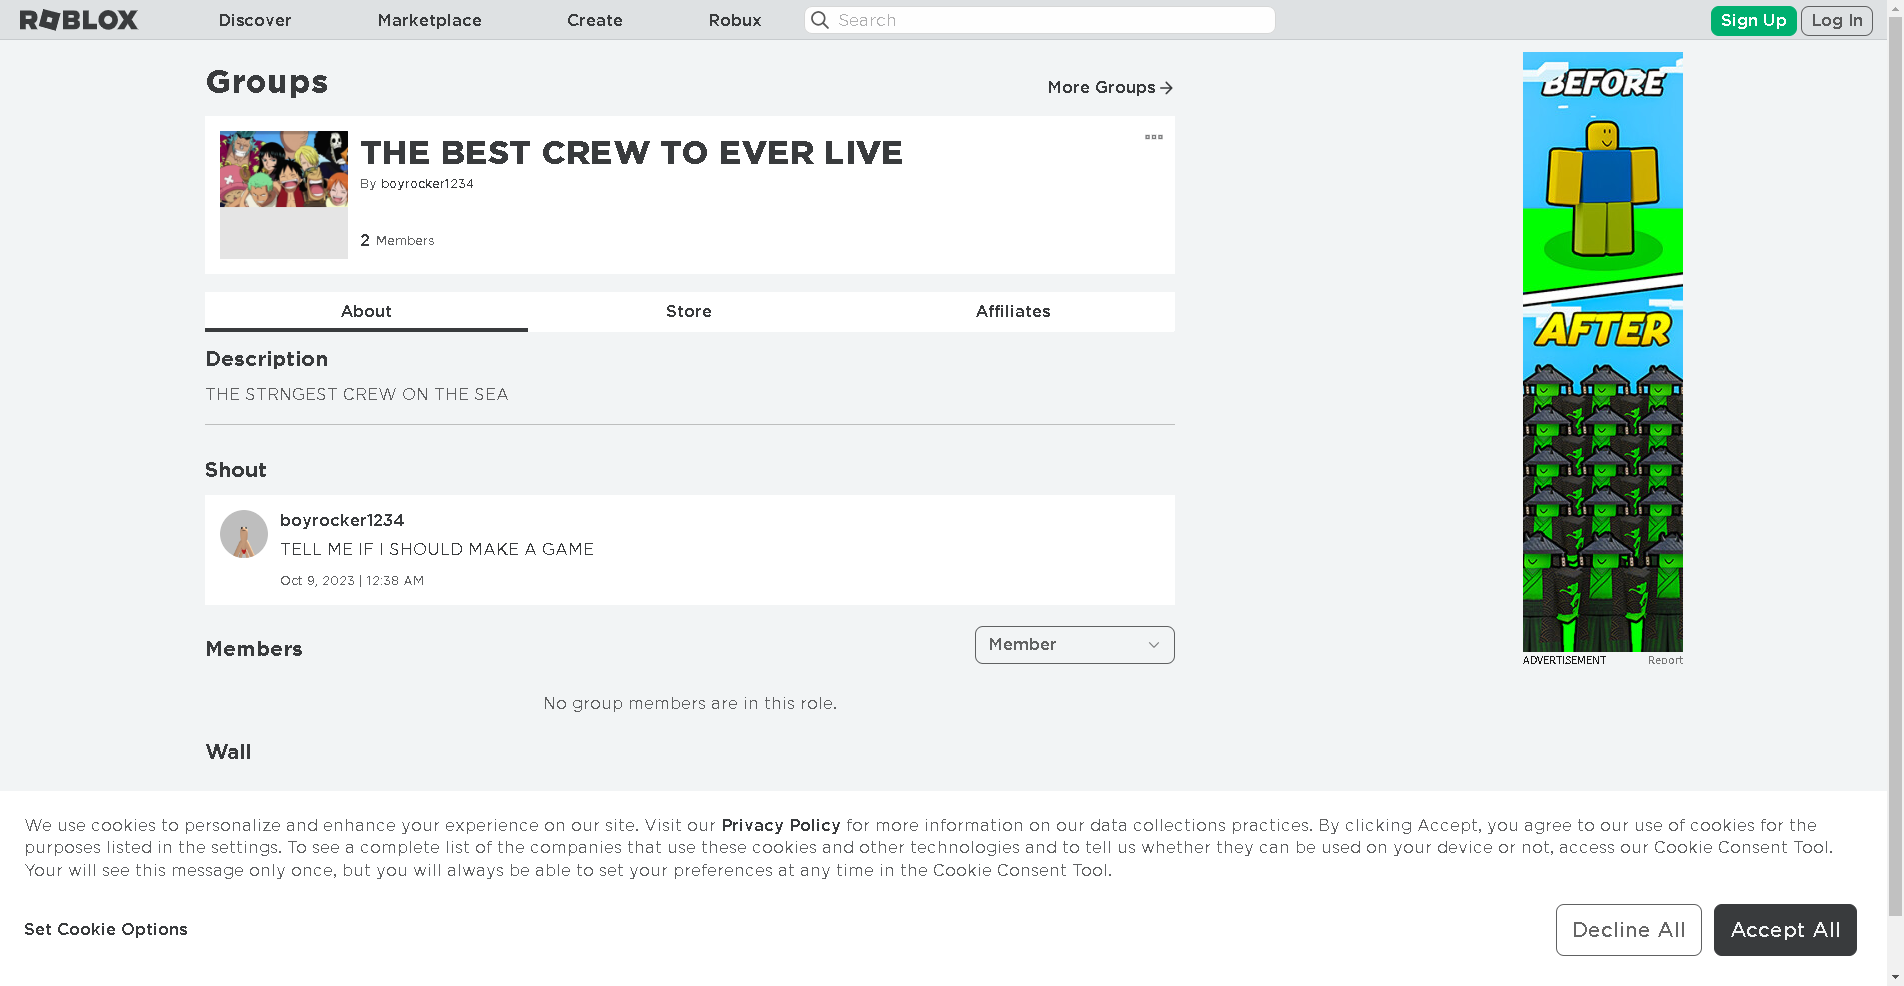 ROBLOX
Discover
Marketplace
Create
Robux
Search
Sign Up
Log In
Groups
More Groups
THE BEST CREW TO EVER LIVE
By boyrocker1234
2 Members
About
Store
Affiliates
Description
THE STRNGEST CREW ON THE SEA
Shout
boyrocker1234
TELL ME IF I SHOULD MAKE A GAME
Oct 9, 2023 | 12:38 AM
Members
Member
No group members are in this role.
Wall
BEFORE
AFTER
ADVERTISEMENT
Report
We use cookies to personalize and enhance your experience on our site. Visit our Privacy Policy for more information on our data collections practices. By clicking Accept, you agree to our use of cookies for the
purposes listed in the settings. To see a complete list of the companies that use these cookies and other technologies and to tell us whether they can be used on your device or not, access our Cookie Consent Tool.
Your will see this message only once, but you will always be able to set your preferences at any time in the Cookie Consent Tool.
Set Cookie Options
Decline All
Accept All